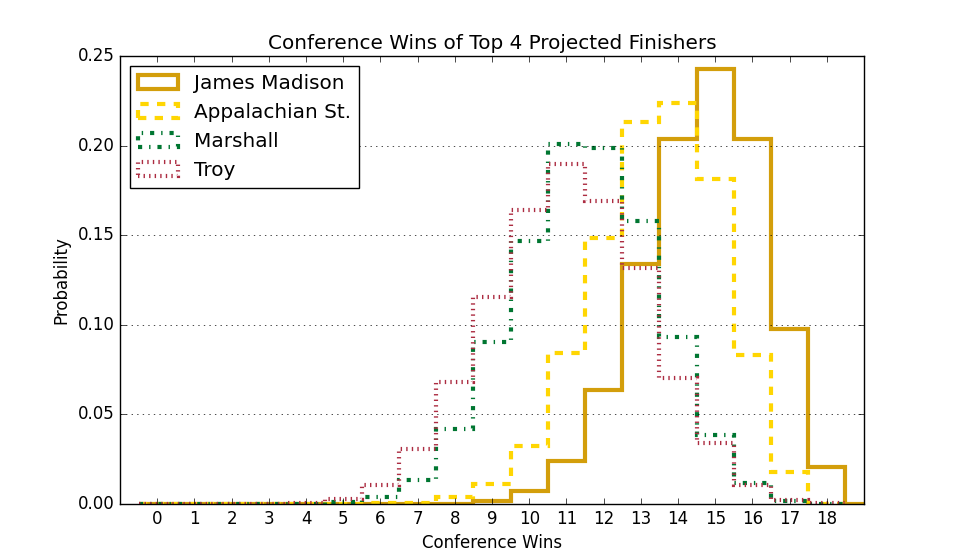 Conference Wins of Top 4 Projected Finishers
0.25
0.20
0.15
0.10
0.05
0.00
Probability
James Madison
Appalachian St.
Marshall
Troy
0 1 2 3 4 5 6 7 8 9 10 11 12 13 14 15 16 17 18
Conference Wins